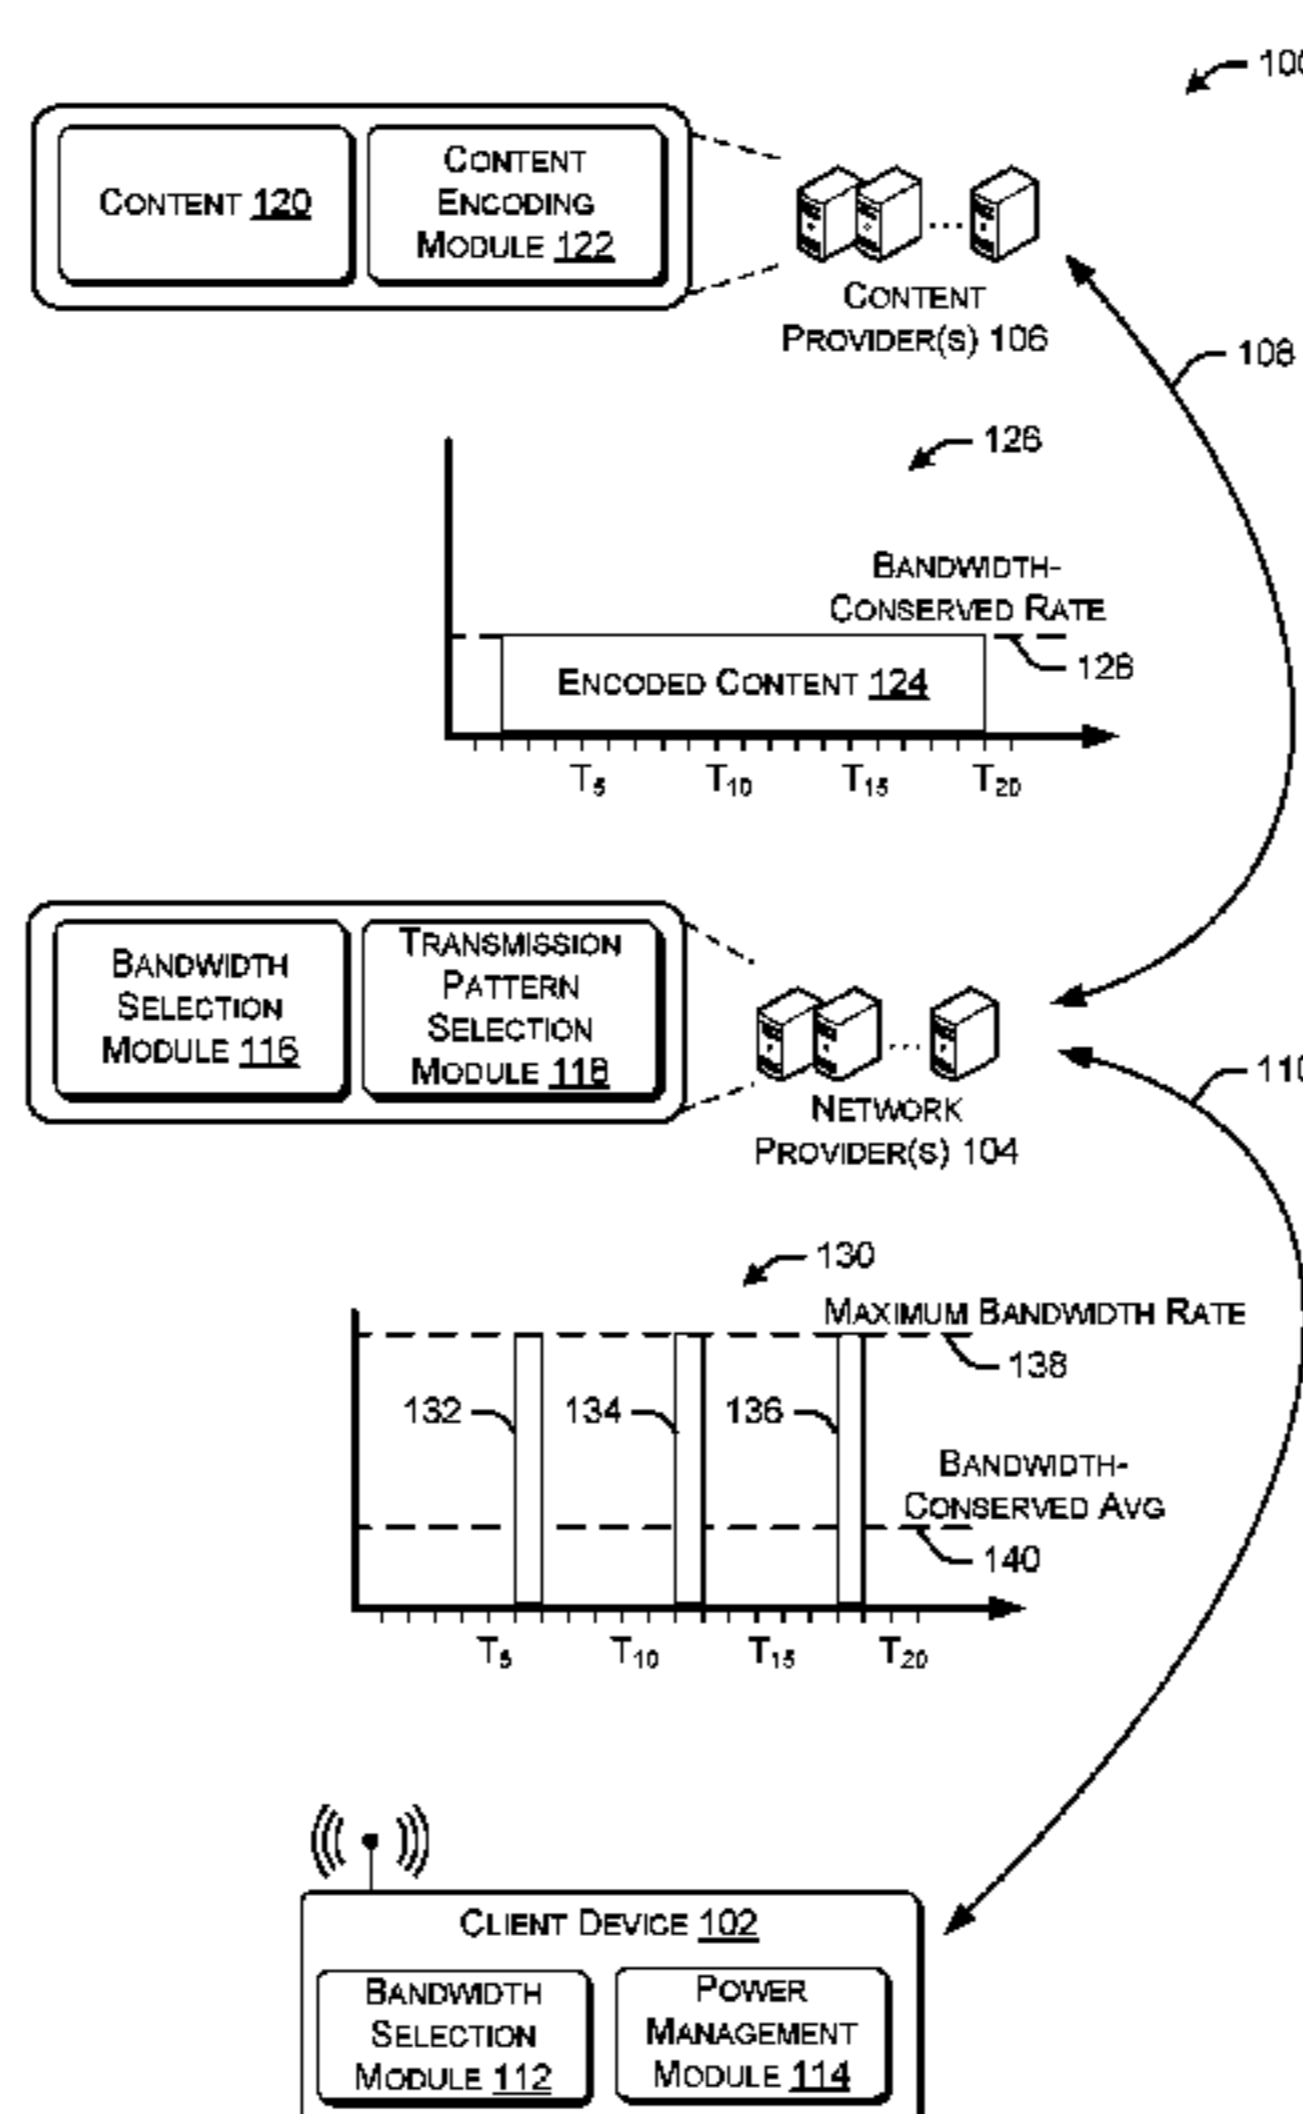 100
CONTENT 120
CONTENT
ENCODING
MODULE 122
CONTENT
PROVIDER(S) 106
108
126
BANDWIDTH-
CONSERVED RATE
128
ENCODED CONTENT 124
T5 T10 T15 T20
BANDWIDTH
SELECTION
MODULE 116
TRANSMISSION
PATTERN
SELECTION
MODULE 118
NETWORK
PROVIDER(S) 104
110
130
MAXIMUM BANDWIDTH RATE
138
132 134 136
BANDWIDTH-
CONSERVED AVG
140
T5 T10 T15 T20
CLIENT DEVICE 102
BANDWIDTH
SELECTION
MODULE 112
POWER
MANAGEMENT
MODULE 114